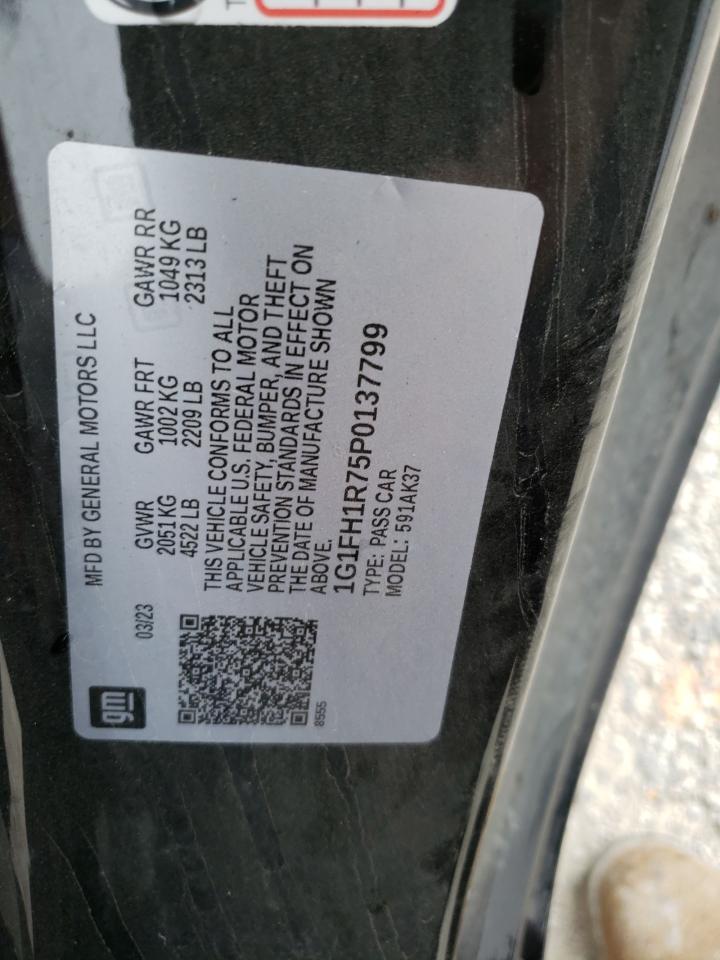 MFD BY GENERAL MOTORS LLC
gm
03/23
GVWR GAWR FRT GAWR RR
2051KG 1002 KG 1049 KG
4522 LB 2209 LB 2313 LB
THIS VEHICLE CONFORMS TO ALL
APPLICABLE U.S. FEDERAL MOTOR
VEHICLE SAFETY, BUMPER, AND THEFT
PREVENTION STANDARDS IN EFFECT ON
THE DATE OF MANUFACTURE SHOWN
ABOVE.
1G1FH1R75P0137799
TYPE: PASS CAR
MODEL: 591AK37
8555